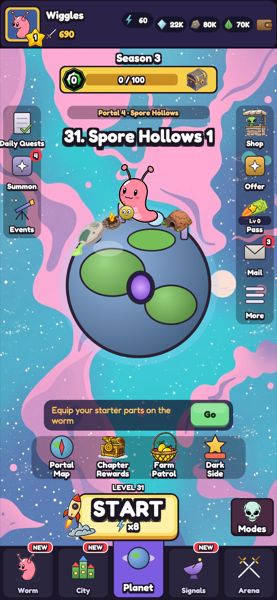 Wiggles
1
690
60
22K
80K
70K
Season 3
0
0 / 100
Portal 4 - Spore Hollows
31. Spore Hollows 1
Daily Quests
Shop
4
Summon
Offer
Events
Lv 0
Pass
3
Mail
More
Equip your starter parts on the
worm
Go
Portal
Map
Chapter
Rewards
Farm
Patrol
Dark
Side
LEVEL 31
START
x8
Modes
NEW
Worm
NEW
City
Planet
NEW
Signals
Arena